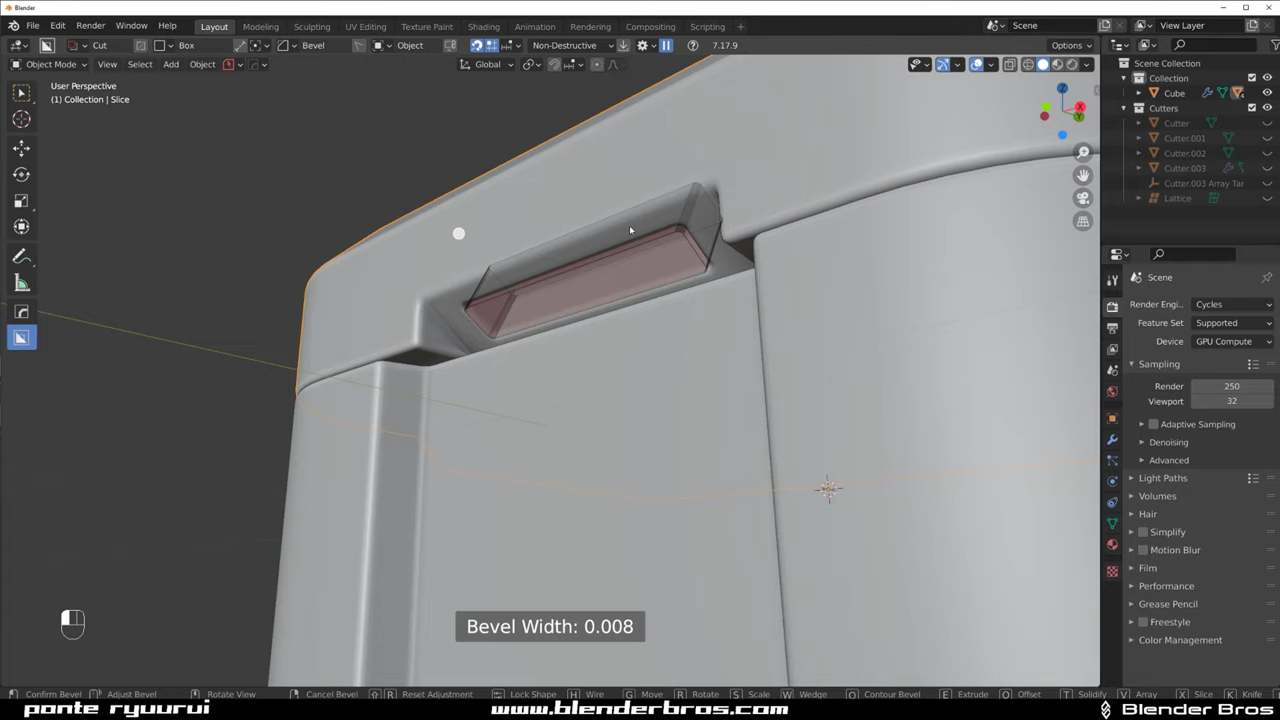 Blender
File Edit Render Window Help Layout Modeling Sculpting UV Editing Texture Paint Shading Animation Rendering Compositing Scripting + Scene View Layer
Cut Box Bevel Object Non-Destructive 7.17.9 Options
Object Mode View Select Add Object Global
User Perspective
(1) Collection | Slice
Scene Collection
Collection
Cube
Cutters
Cutter
Cutter.001
Cutter.002
Cutter.003
Cutter.003 Array Tar
Lattice
Z
X
Y
Scene
Render Engi.. Cycles
Feature Set Supported
Device GPU Compute
Sampling
Render 250
Viewport 32
Adaptive Sampling
Denoising
Advanced
Light Paths
Volumes
Hair
Simplify
Motion Blur
Film
Performance
Grease Pencil
Freestyle
Color Management
Bevel Width: 0.008
Confirm Bevel Adjust Bevel Rotate View Cancel Bevel R Reset Adjustment H Wire G Move R Rotate S Scale W Wedge Q Contour Bevel E Extrude O Offset T Solidify V Array X Slice K Knife
ponte ryuurui www.blenderbros.com Blender Bros